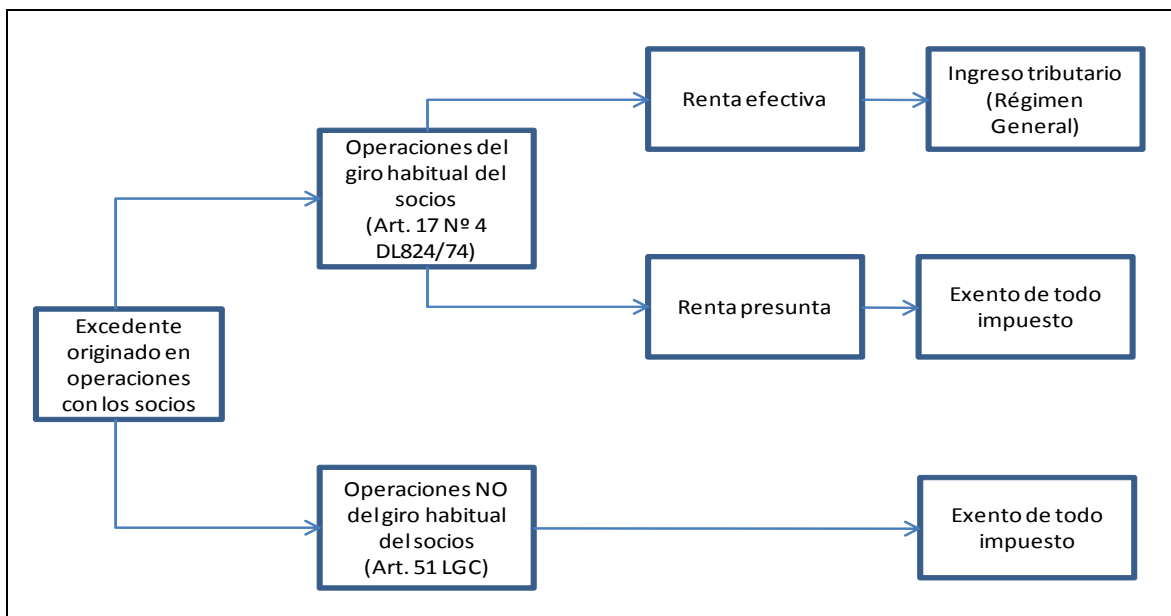 Excedente
originado en
operaciones
con los socios
Operaciones del
giro habitual del
socios
(Art. 17 Nº 4
DL824/74)
Renta efectiva
Ingreso tributario
(Régimen
General)
Renta presunta
Exento de todo
impuesto
Operaciones NO
del giro habitual
del socios
(Art. 51 LGC)
Exento de todo
impuesto